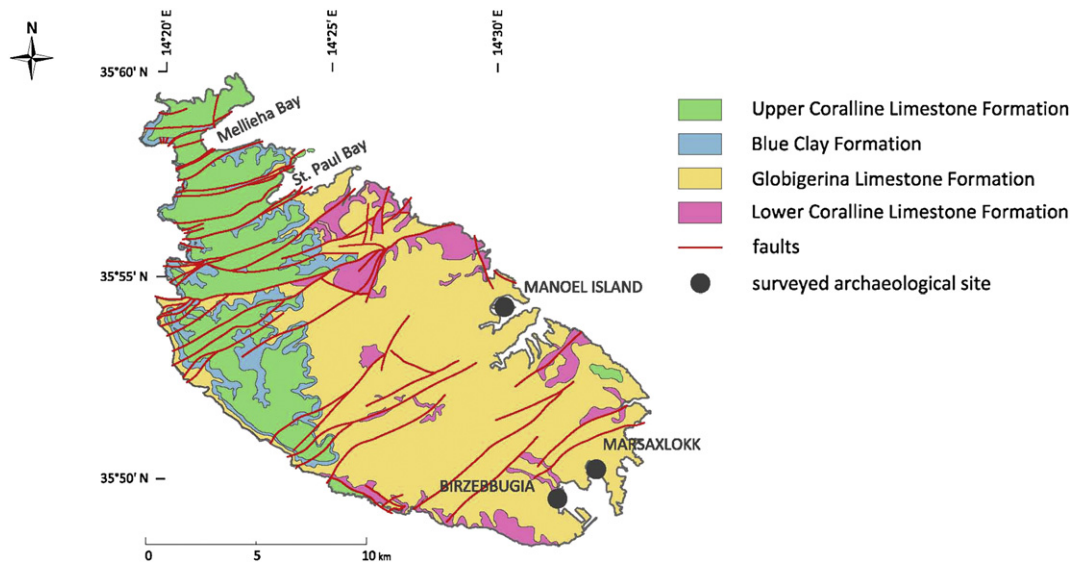 N
14°20' E
14°25' E
14°30' E
35°60' N
Mellieha Bay
St. Paul Bay
35°55' N
MANOEL ISLAND
MARSAXLOKK
35°50' N
BIRZEBBUGIA
0 5 10 km
Upper Coralline Limestone Formation
Blue Clay Formation
Globigerina Limestone Formation
Lower Coralline Limestone Formation
faults
surveyed archaeological site